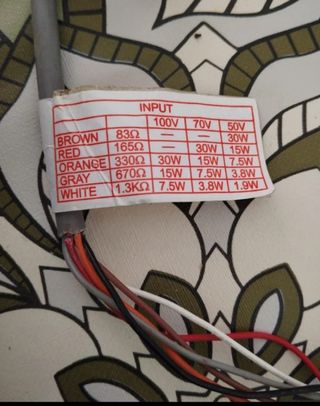 INPUT
100V 70V 50V
BROWN 83Ω — — 30W
RED 165Ω — 30W 15W
ORANGE 330Ω 30W 15W 7.5W
GRAY 670Ω 15W 7.5W 3.8W
WHITE 1.3KΩ 7.5W 3.8W 1.9W